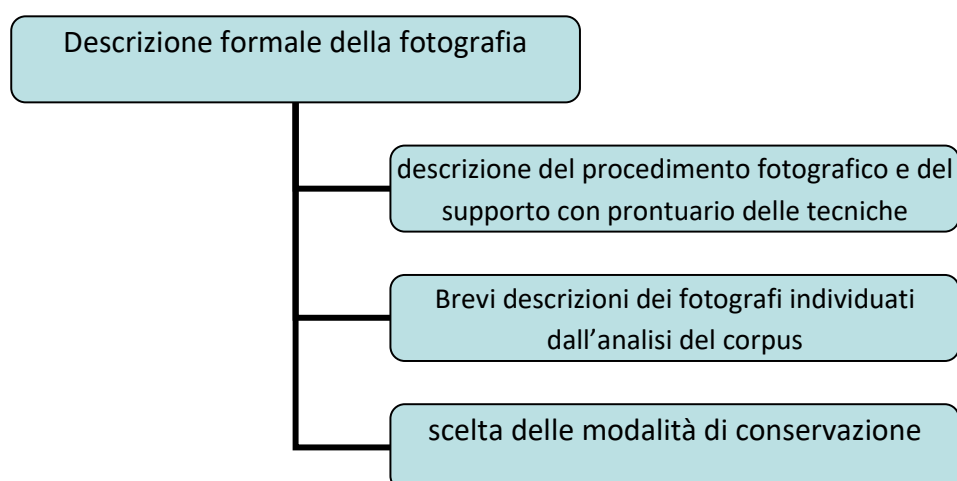 Descrizione formale della fotografia
descrizione del procedimento fotografico e del
supporto con prontuario delle tecniche
Brevi descrizioni dei fotografi individuati
dall’analisi del corpus
scelta delle modalità di conservazione